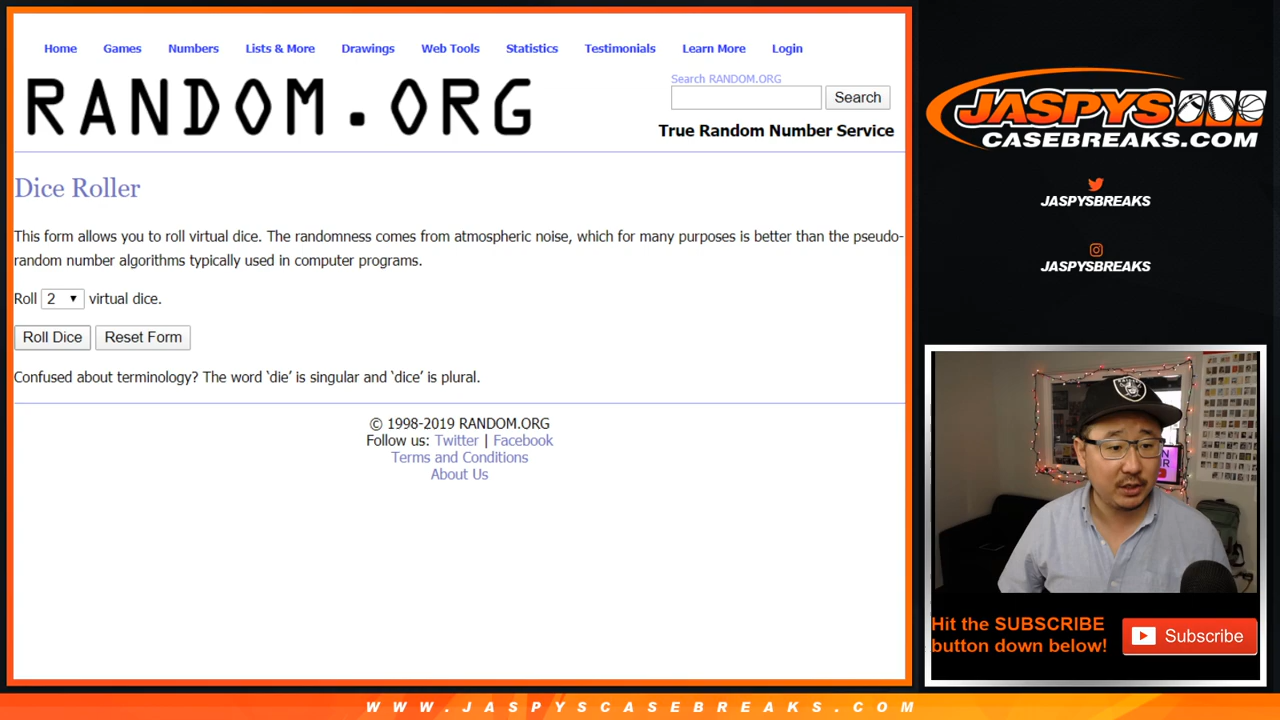 Home Games Numbers Lists & More Drawings Web Tools Statistics Testimonials Learn More Login
RANDOM.ORG
Search RANDOM.ORG
Search
True Random Number Service
Dice Roller
This form allows you to roll virtual dice. The randomness comes from atmospheric noise, which for many purposes is better than the pseudo-
random number algorithms typically used in computer programs.
Roll 2 virtual dice.
Roll Dice Reset Form
Confused about terminology? The word ‘die’ is singular and ‘dice’ is plural.
© 1998-2019 RANDOM.ORG
Follow us: Twitter | Facebook
Terms and Conditions
About Us
JASPYS
CASEBREAKS.COM
JASPYSBREAKS
JASPYSBREAKS
Hit the SUBSCRIBE
button down below!
Subscribe
WWW.JASPYSCASEBREAKS.COM